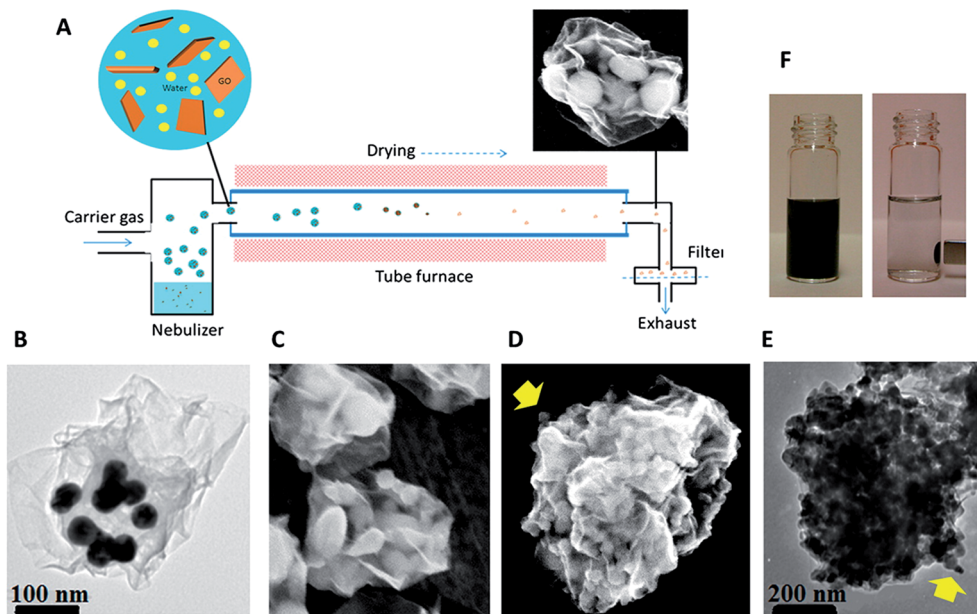 A
F
Water
GO
Drying
Carrier gas
Tube furnace
Filter
Nebulizer
Exhaust
B
C
D
E
100 nm
200 nm